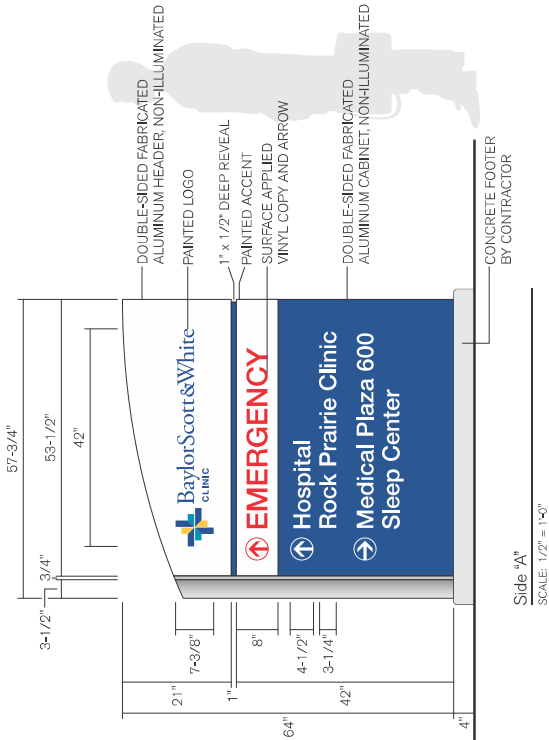 57-3/4"
3-1/2"
3/4"
53-1/2"
42"
DOUBLE-SIDED FABRICATED
ALUMINUM HEADER, NON-ILLUMINATED
PAINTED LOGO
1" x 1/2" DEEP REVEAL
PAINTED ACCENT
SURFACE APPLIED
VINYL COPY AND ARROW
DOUBLE-SIDED FABRICATED
ALUMINUM CABINET, NON-ILLUMINATED
CONCRETE FOOTER
BY CONTRACTOR
BaylorScott&White
CLINIC
EMERGENCY
Hospital
Rock Prairie Clinic
Medical Plaza 600
Sleep Center
7-3/8"
8"
4-1/2"
3-1/4"
21"
1"
42"
64"
4"
Side "A"
SCALE: 1/2" = 1'-0"